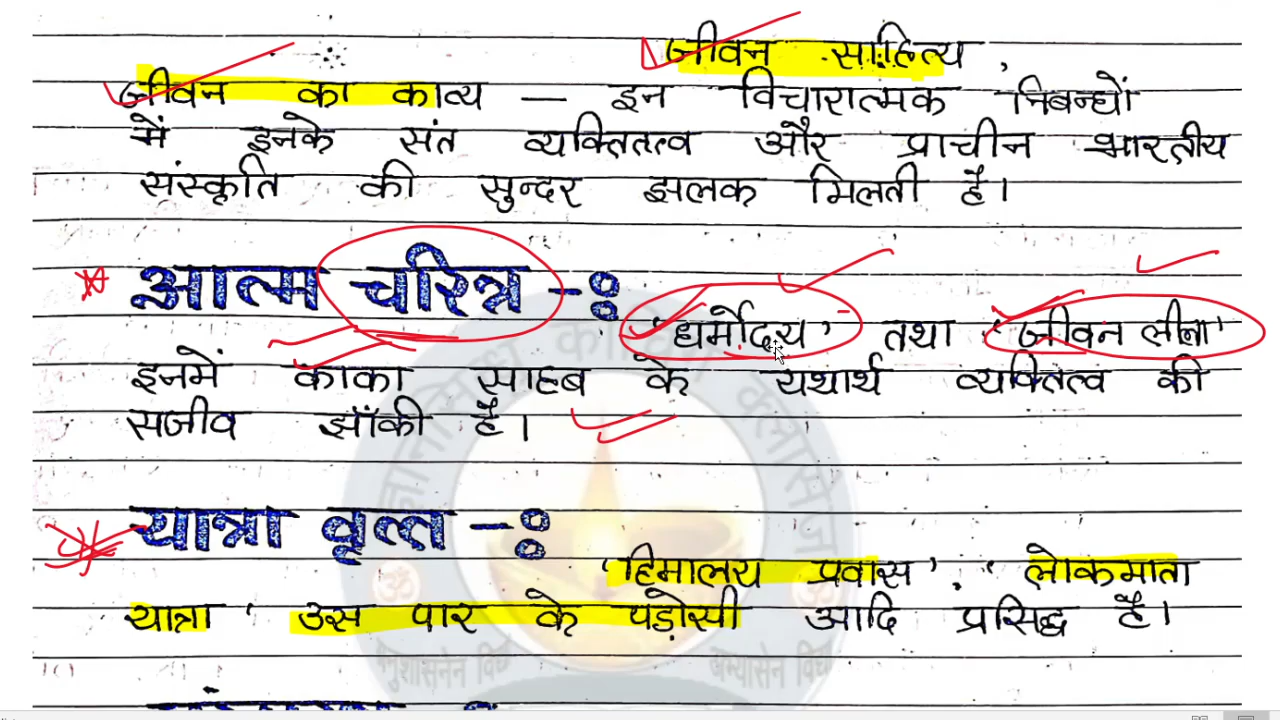 जीवन साहित्य,
जीवन का काव्य — इन विचारात्मक निबन्धों
में इनके संत व्यक्तितत्व और प्राचीन भारतीय
संस्कृति की सुन्दर झलक मिलती है।
आत्म चरित्र -:
'धर्मोदय' तथा 'जीवन लीला'
इनमें काका साहब के यथार्थ व्यक्तित्व की
सजीव झाँकी है।
यात्रा वृत्त -:
'हिमालय प्रवास', 'लोकमाता
यात्रा' उस पार के पड़ोसी आदि प्रसिद्ध है।